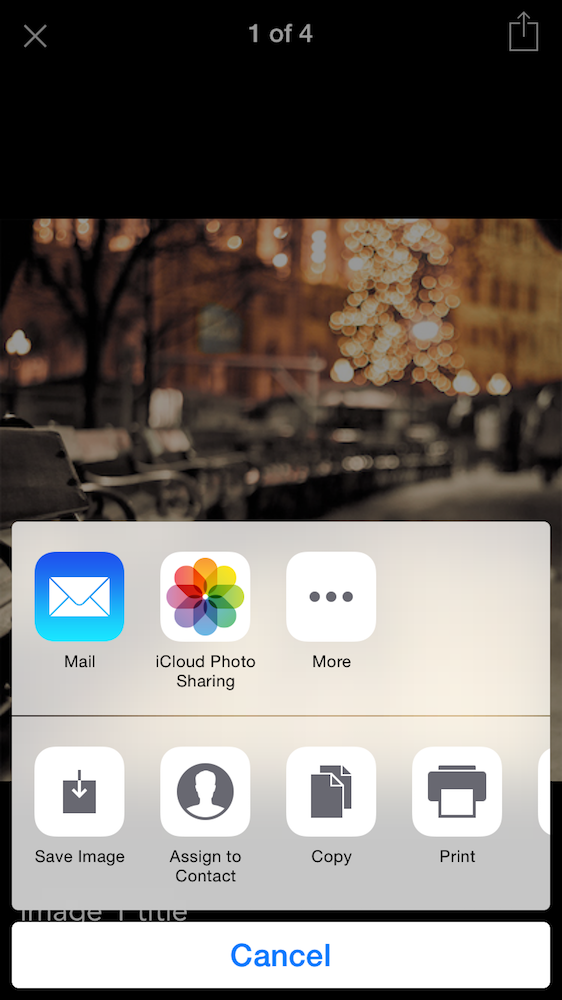 1 of 4
Mail
iCloud Photo
Sharing
More
Save Image
Assign to
Contact
Copy
Print
Image 1 title
Cancel